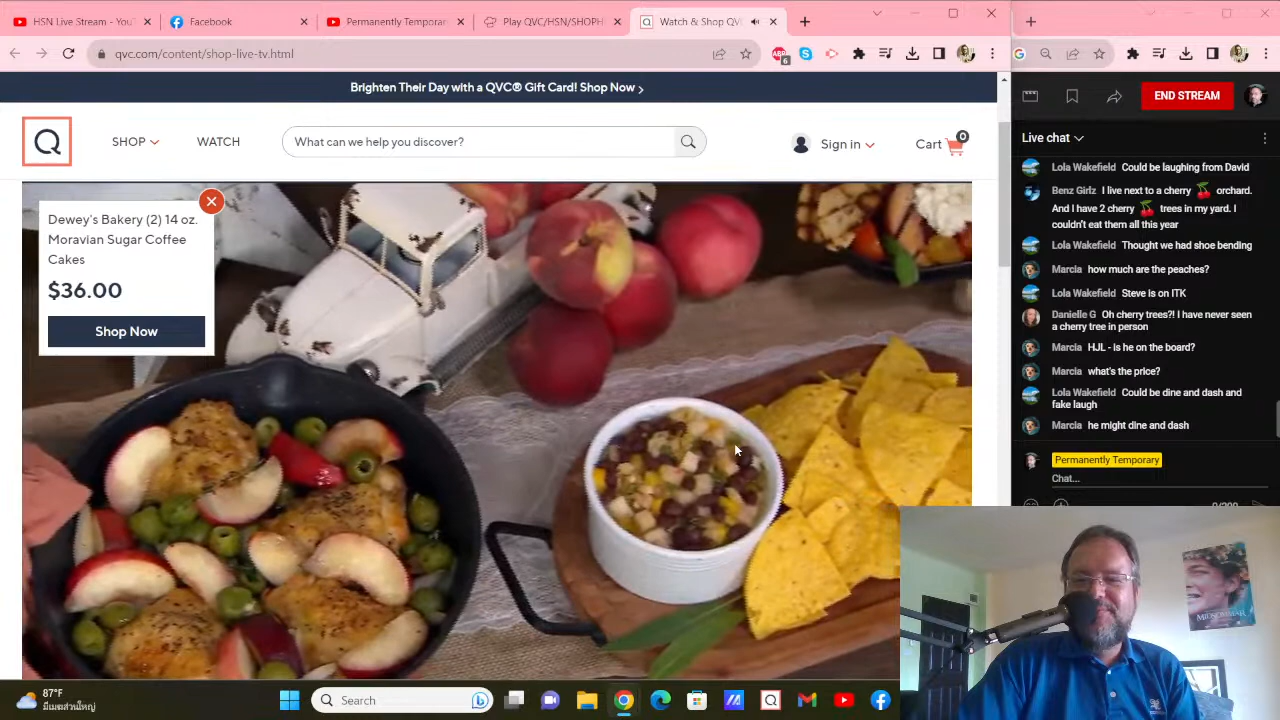 HSN Live Stream - You
Facebook
Permanently Temporar
Play QVC/HSN/SHOPH
Watch & Shop QV
qvc.com/content/shop-live-tv.html
6
Brighten Their Day with a QVC® Gift Card! Shop Now
Q
SHOP
WATCH
What can we help you discover?
Sign in
Cart
0
Dewey's Bakery (2) 14 oz.
Moravian Sugar Coffee
Cakes
$36.00
Shop Now
END STREAM
Live chat
Lola Wakefield Could be laughing from David
Benz Girlz I live next to a cherry 🍒 orchard.
And I have 2 cherry 🍒 trees in my yard. I
couldn't eat them all this year
Lola Wakefield Thought we had shoe bending
Marcia how much are the peaches?
Lola Wakefield Steve is on ITK
Danielle G Oh cherry trees?! I have never seen
a cherry tree in person
Marcia HJL - is he on the board?
Marcia what's the price?
Lola Wakefield Could be dine and dash and
fake laugh
Marcia he might dine and dash
Permanently Temporary
Chat...
MIDSOMMAR
87°F
Search